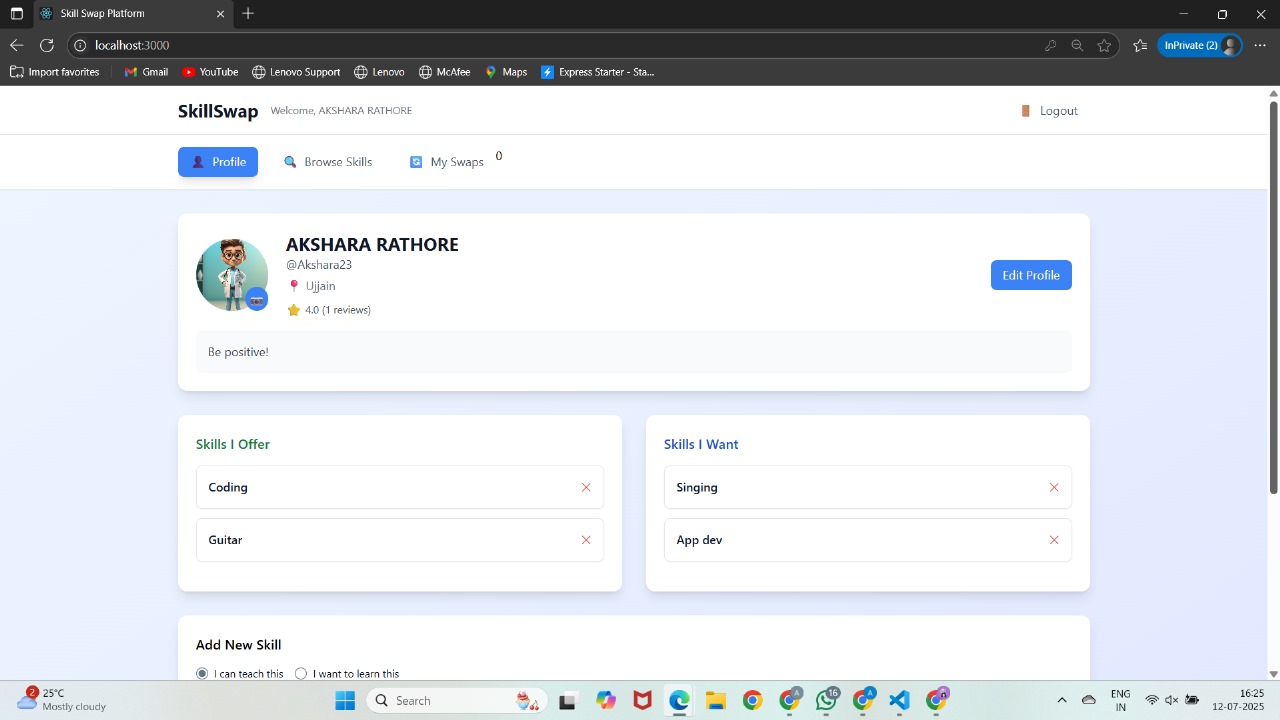 Skill Swap Platform
localhost:3000
InPrivate (2)
Import favorites
Gmail
YouTube
Lenovo Support
Lenovo
McAfee
Maps
Express Starter - Sta...
SkillSwap
Welcome, AKSHARA RATHORE
Logout
Profile
Browse Skills
My Swaps
0
AKSHARA RATHORE
@Akshara23
Ujjain
4.0 (1 reviews)
Edit Profile
Be positive!
Skills I Offer
Coding
Guitar
Skills I Want
Singing
App dev
Add New Skill
I can teach this
I want to learn this
2
25°C
Mostly cloudy
Search
A
16
A
ENG
IN
16:25
12-07-2025